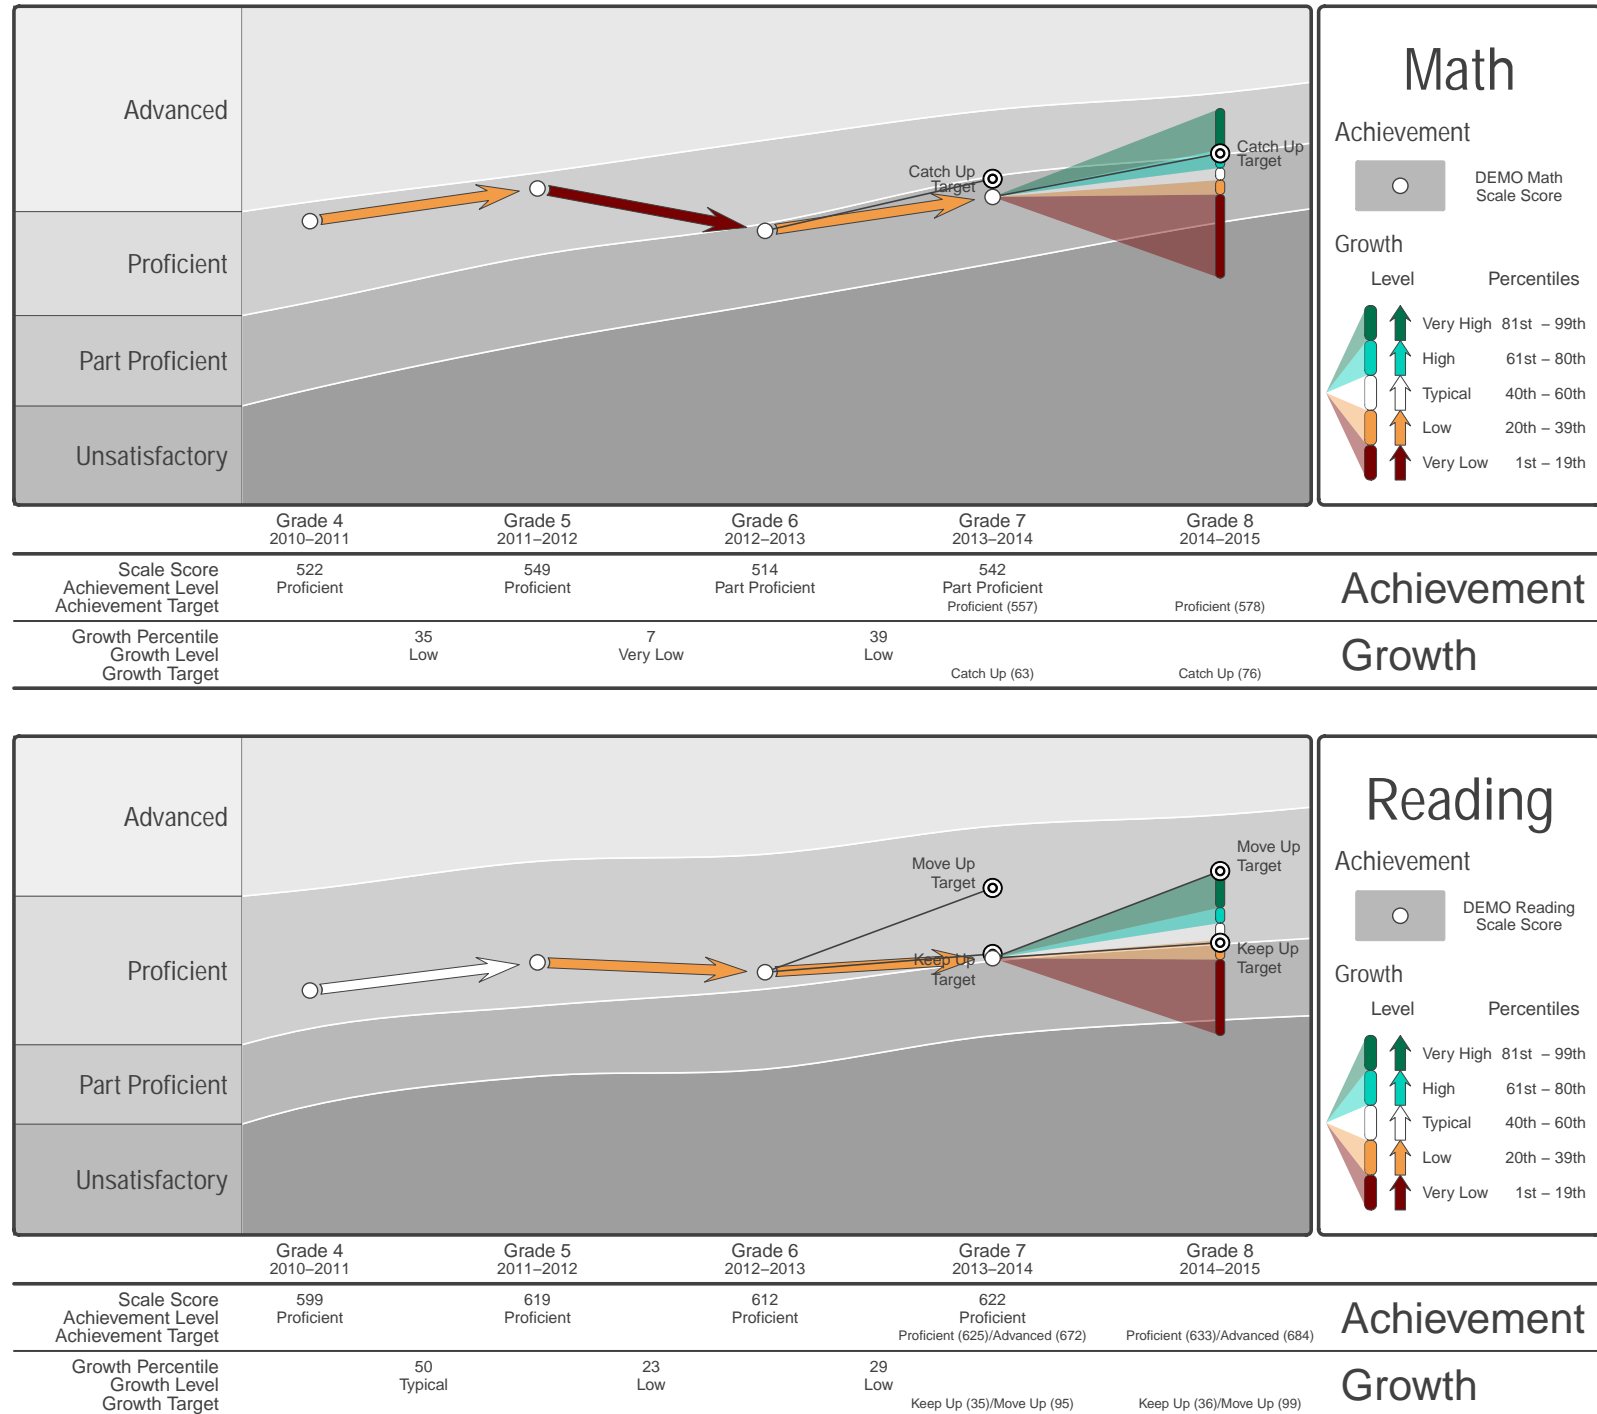 Math
Advanced
Proficient
Part Proficient
Unsatisfactory
Catch Up
Target
Catch Up
Target
Achievement
DEMO Math
Scale Score
Growth
Level Percentiles
Very High 81st – 99th
High 61st – 80th
Typical 40th – 60th
Low 20th – 39th
Very Low 1st – 19th
Grade 4 Grade 5 Grade 6 Grade 7 Grade 8
2010–2011 2011–2012 2012–2013 2013–2014 2014–2015
Scale Score 522 549 514 542
Achievement Level Proficient Proficient Part Proficient Part Proficient
Achievement Target Proficient (557) Proficient (578)
Achievement
Growth Percentile 35 7 39
Growth Level Low Very Low Low
Growth Target Catch Up (63) Catch Up (76)
Growth
Reading
Advanced
Proficient
Part Proficient
Unsatisfactory
Move Up
Target
Keep Up
Target
Move Up
Target
Keep Up
Target
Achievement
DEMO Reading
Scale Score
Growth
Level Percentiles
Very High 81st – 99th
High 61st – 80th
Typical 40th – 60th
Low 20th – 39th
Very Low 1st – 19th
Grade 4 Grade 5 Grade 6 Grade 7 Grade 8
2010–2011 2011–2012 2012–2013 2013–2014 2014–2015
Scale Score 599 619 612 622
Achievement Level Proficient Proficient Proficient Proficient
Achievement Target Proficient (625)/Advanced (672) Proficient (633)/Advanced (684)
Achievement
Growth Percentile 50 23 29
Growth Level Typical Low Low
Growth Target Keep Up (35)/Move Up (95) Keep Up (36)/Move Up (99)
Growth